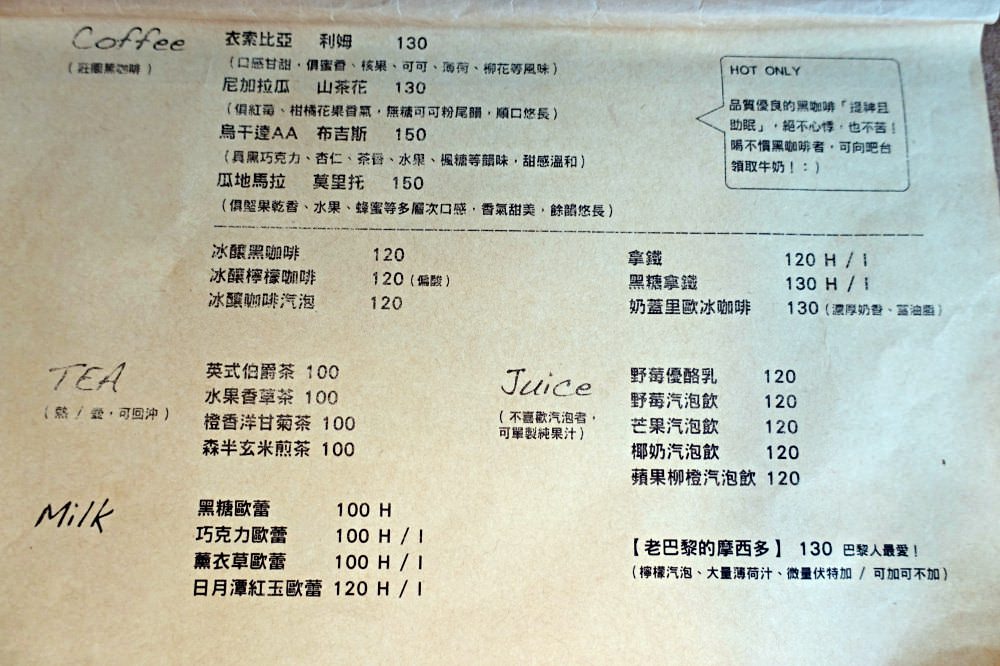 Coffee
(莊園黑咖啡)
衣索比亞 利姆 130
(口感甘甜，俱蜜香、核果、可可、薄荷、柳花等風味)
尼加拉瓜 山茶花 130
(俱紅莓、柑橘花果香氣，無糖可可粉尾韻，順口悠長)
烏干達AA 布吉斯 150
(具黑巧克力、杏仁、茶香、水果、楓糖等韻味，甜感溫和)
瓜地馬拉 莫里托 150
(俱堅果乾香、水果、蜂蜜等多層次口感，香氣甜美，餘韻悠長)
HOT ONLY
品質優良的黑咖啡「提神且
助眠」，絕不心悸，也不苦！
喝不慣黑咖啡者，可向吧台
領取牛奶！：)
冰釀黑咖啡 120
冰釀檸檬咖啡 120 (偏酸)
冰釀咖啡汽泡 120
拿鐵 120 H / I
黑糖拿鐵 130 H / I
奶蓋里歐冰咖啡 130 (濃厚奶香、油脂)
TEA
(熱 / 壺，可回沖)
英式伯爵茶 100
水果香草茶 100
橙香洋甘菊茶 100
森半玄米煎茶 100
Juice
(不喜歡汽泡者，
可單製純果汁)
野莓優酪乳 120
野莓汽泡飲 120
芒果汽泡飲 120
椰奶汽泡飲 120
蘋果柳橙汽泡飲 120
Milk
黑糖歐蕾 100 H
巧克力歐蕾 100 H / I
薰衣草歐蕾 100 H / I
日月潭紅玉歐蕾 120 H / I
【老巴黎的摩西多】 130 巴黎人最愛！
(檸檬汽泡、大量薄荷汁、微量伏特加 / 可加可不加)